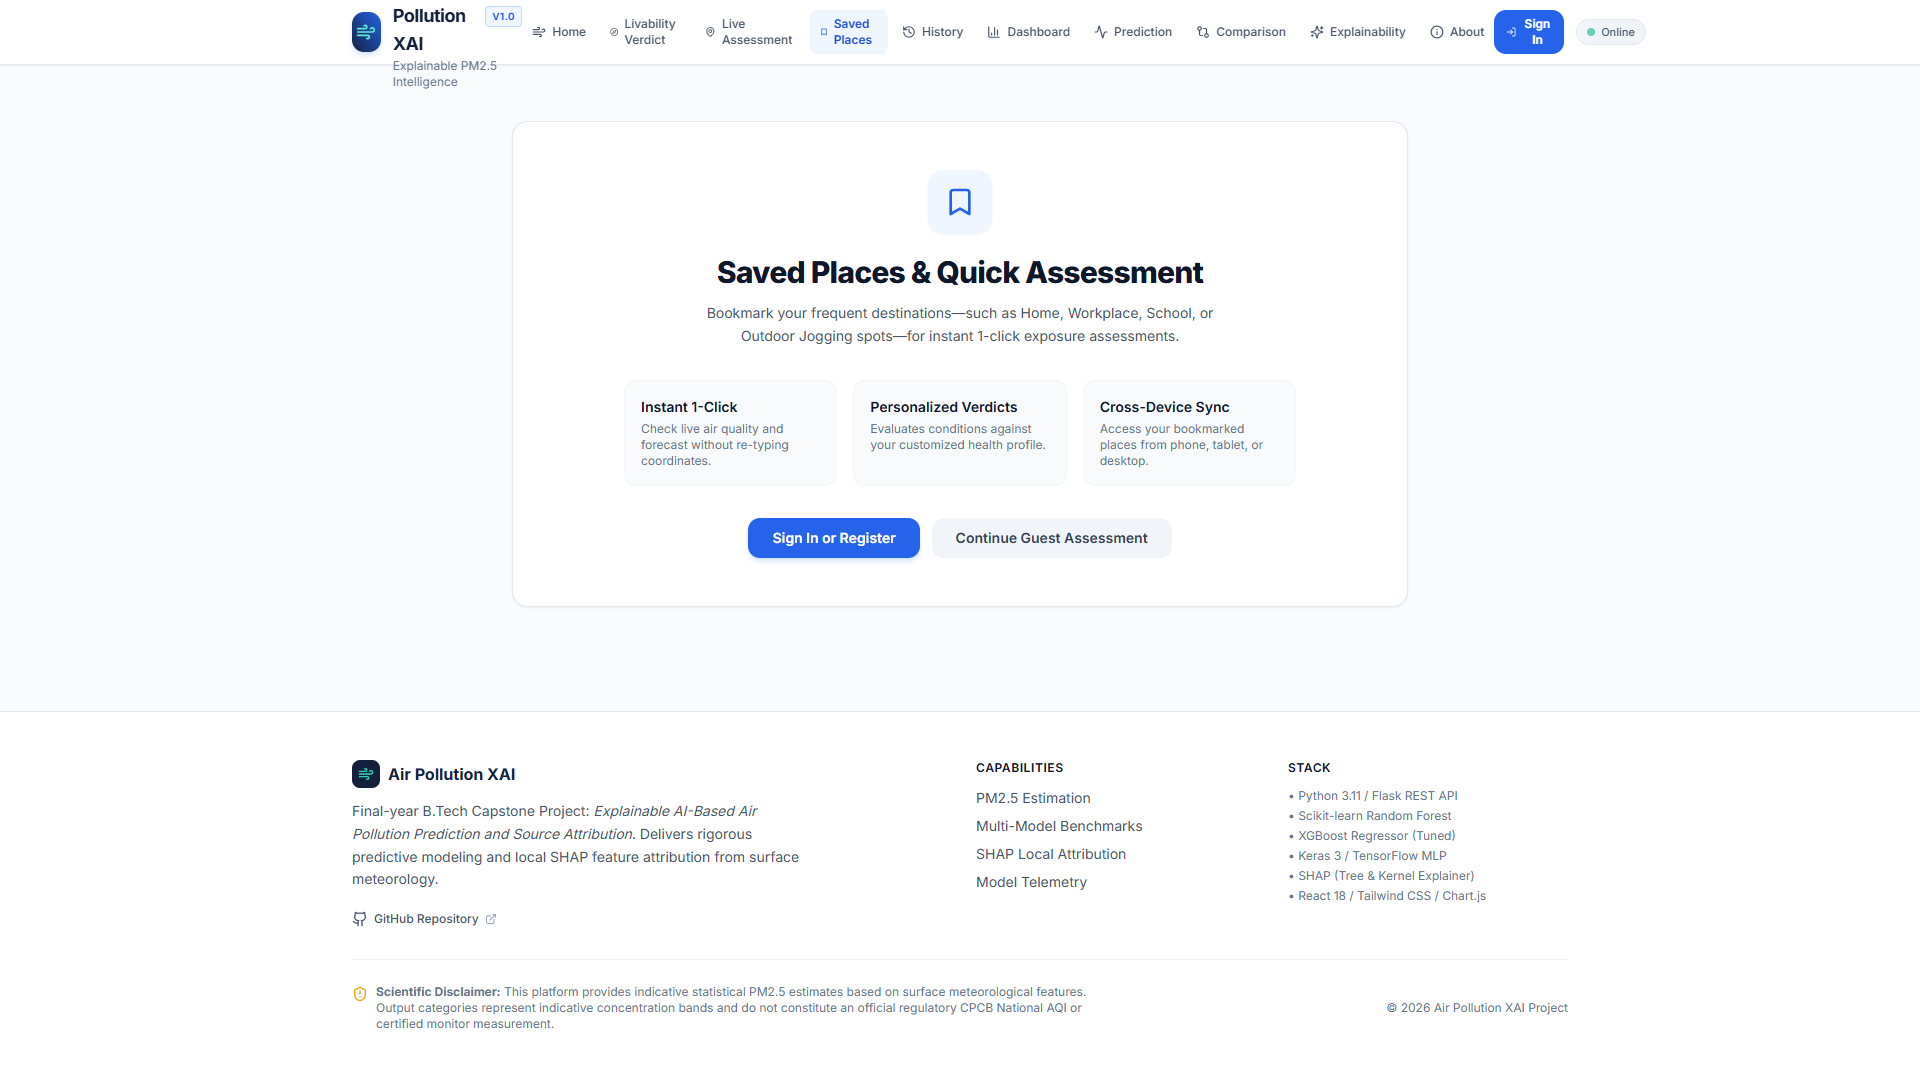 Pollution XAI
V1.0
Explainable PM2.5
Intelligence
Home
Livability
Verdict
Live
Assessment
Saved
Places
History
Dashboard
Prediction
Comparison
Explainability
About
Sign
In
Online
Saved Places & Quick Assessment
Bookmark your frequent destinations—such as Home, Workplace, School, or
Outdoor Jogging spots—for instant 1-click exposure assessments.
Instant 1-Click
Check live air quality and
forecast without re-typing
coordinates.
Personalized Verdicts
Evaluates conditions against
your customized health profile.
Cross-Device Sync
Access your bookmarked
places from phone, tablet, or
desktop.
Sign In or Register
Continue Guest Assessment
Air Pollution XAI
Final-year B.Tech Capstone Project: Explainable AI-Based Air
Pollution Prediction and Source Attribution. Delivers rigorous
predictive modeling and local SHAP feature attribution from surface
meteorology.
GitHub Repository
CAPABILITIES
PM2.5 Estimation
Multi-Model Benchmarks
SHAP Local Attribution
Model Telemetry
STACK
• Python 3.11 / Flask REST API
• Scikit-learn Random Forest
• XGBoost Regressor (Tuned)
• Keras 3 / TensorFlow MLP
• SHAP (Tree & Kernel Explainer)
• React 18 / Tailwind CSS / Chart.js
Scientific Disclaimer: This platform provides indicative statistical PM2.5 estimates based on surface meteorological features.
Output categories represent indicative concentration bands and do not constitute an official regulatory CPCB National AQI or
certified monitor measurement.
© 2026 Air Pollution XAI Project